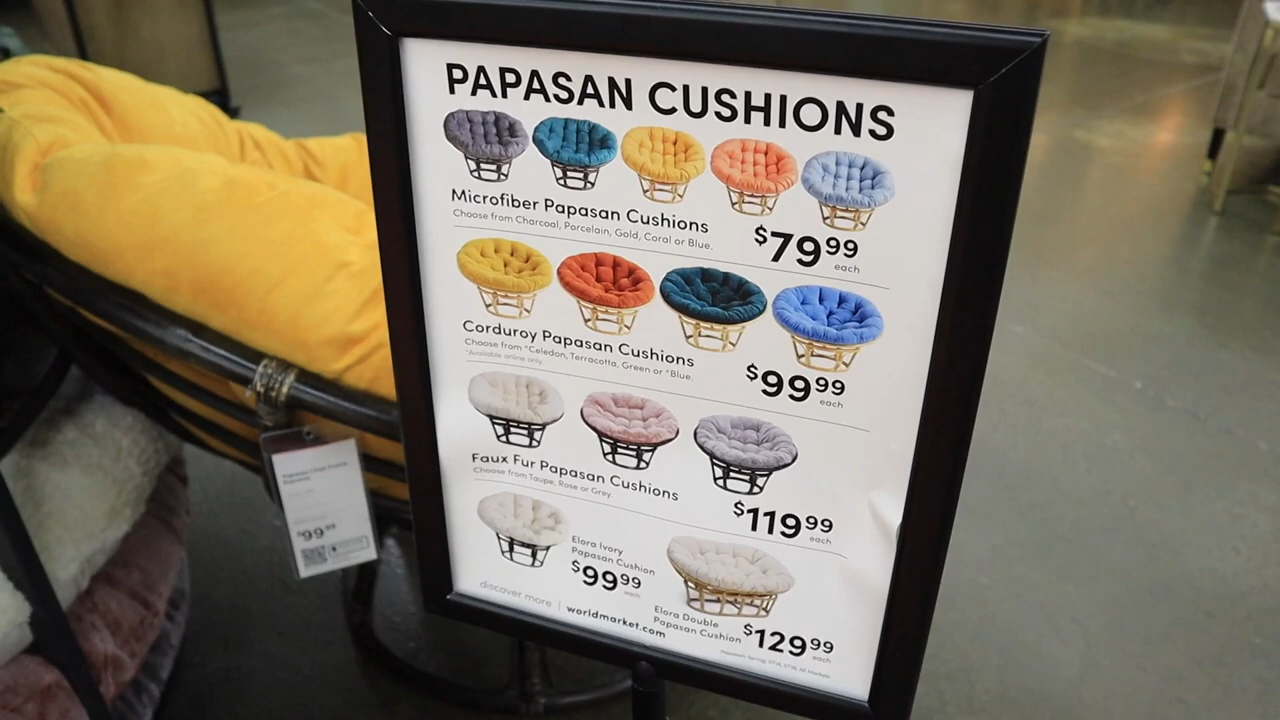 PAPASAN CUSHIONS
Microfiber Papasan Cushions
Choose from Charcoal, Porcelain, Gold, Coral or Blue.
$79.99
each
Corduroy Papasan Cushions
Choose from *Celedon, Terracotta, Green or *Blue.
*Available online only.
$99.99
each
Faux Fur Papasan Cushions
Choose from Taupe, Rose or Grey.
$119.99
each
Elora Ivory
Papasan Cushion
$99.99
each
Elora Double
Papasan Cushion
$129.99
each
discover more | worldmarket.com
Papasan Chair Frame
$99.99